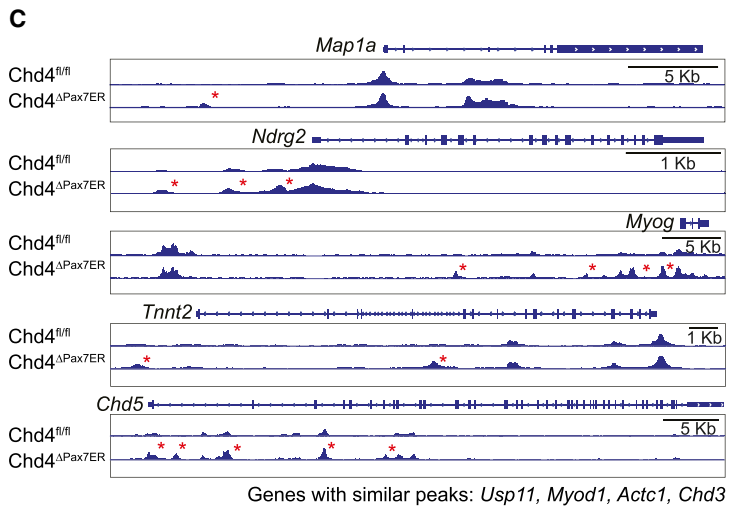 C
Map1a
5 Kb
Chd4fl/fl
Chd4ΔPax7ER
*
Ndrg2
1 Kb
Chd4fl/fl
Chd4ΔPax7ER
* * *
Myog
5 Kb
Chd4fl/fl
Chd4ΔPax7ER
* * * *
Tnnt2
1 Kb
Chd4fl/fl
Chd4ΔPax7ER
* *
Chd5
5 Kb
Chd4fl/fl
Chd4ΔPax7ER
* * * * *
Genes with similar peaks: Usp11, Myod1, Actc1, Chd3